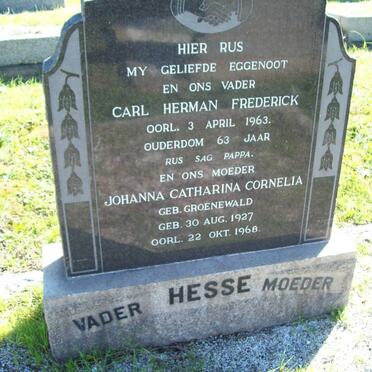 HIER RUS
MY GELIEFDE EGGENOOT
EN ONS VADER
CARL HERMAN FREDERICK
OORL. 3 APRIL 1963.
OUDERDOM 63 JAAR
RUS SAG PAPPA.
EN ONS MOEDER
JOHANNA CATHARINA CORNELIA
GEB. GROENEWALD
GEB. 30 AUG. 1927
OORL. 22 OKT. 1968.
VADER HESSE MOEDER